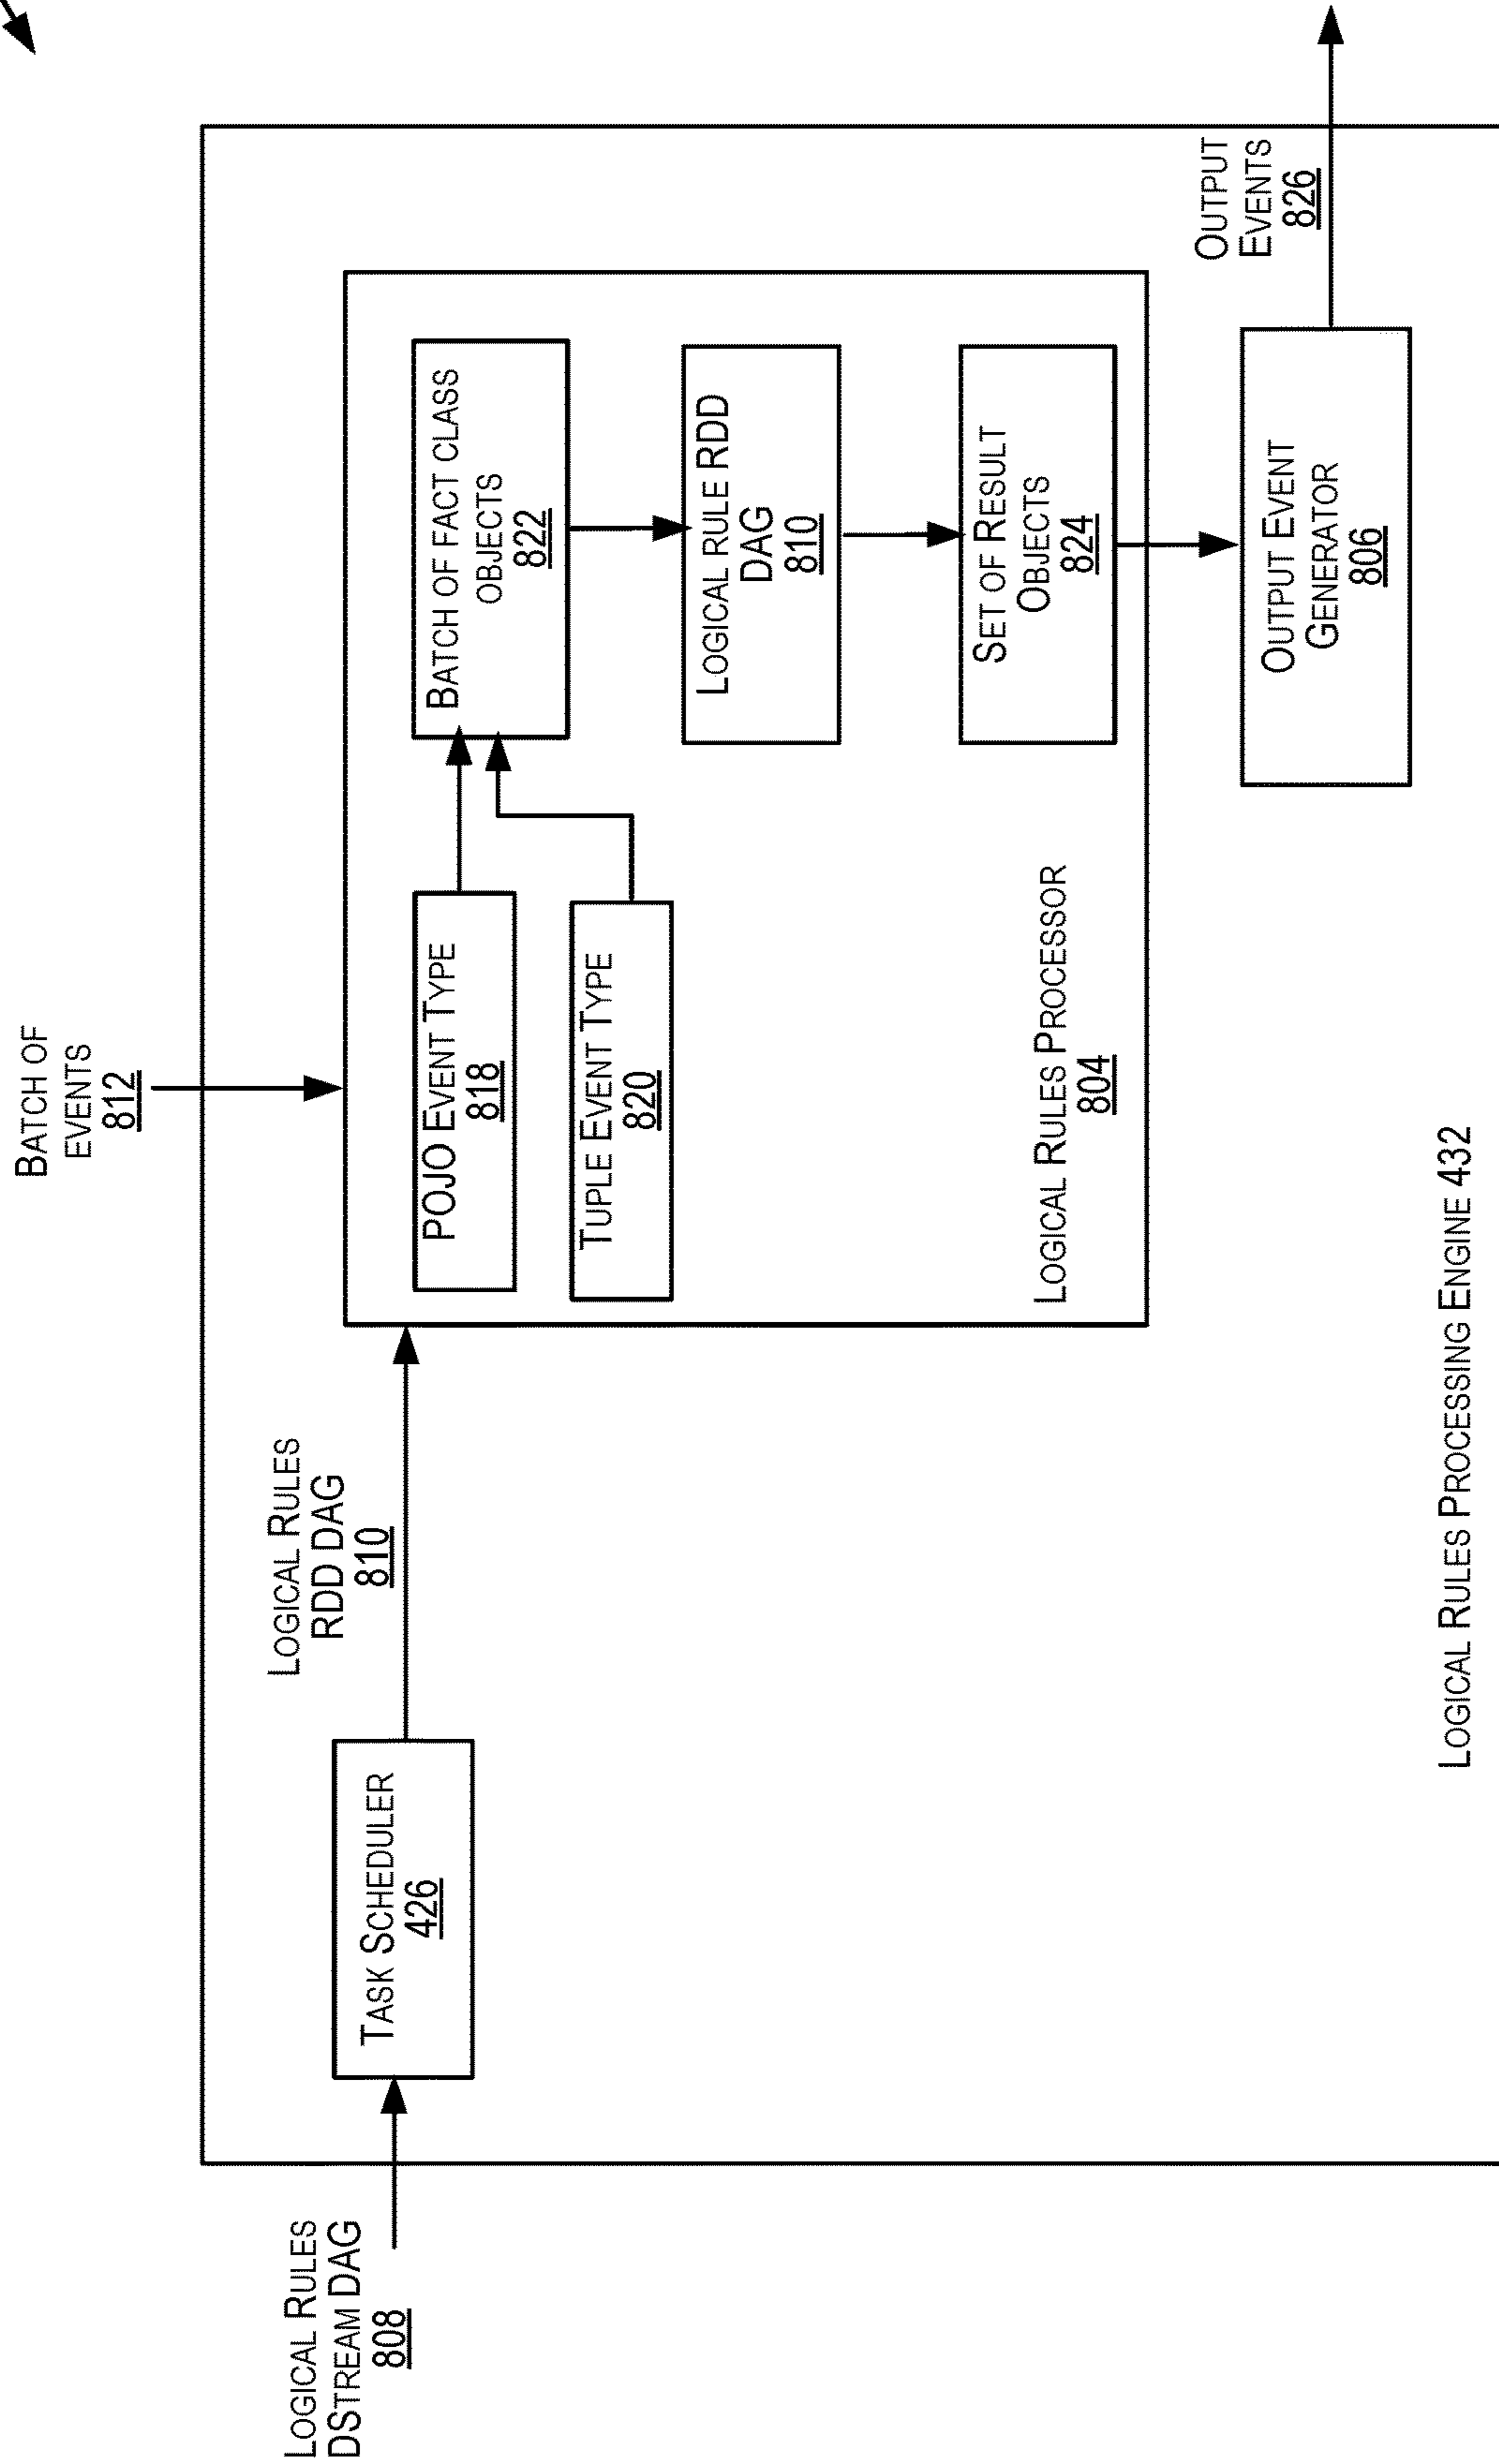 BATCH OF
EVENTS
812
LOGICAL RULES
DSTREAM DAG
808
TASK SCHEDULER
426
LOGICAL RULES
RDD DAG
810
POJO EVENT TYPE
818
TUPLE EVENT TYPE
820
BATCH OF FACT CLASS
OBJECTS
822
LOGICAL RULE RDD
DAG
810
SET OF RESULT
OBJECTS
824
LOGICAL RULES PROCESSOR
804
OUTPUT EVENT
GENERATOR
806
OUTPUT
EVENTS
826
LOGICAL RULES PROCESSING ENGINE 432